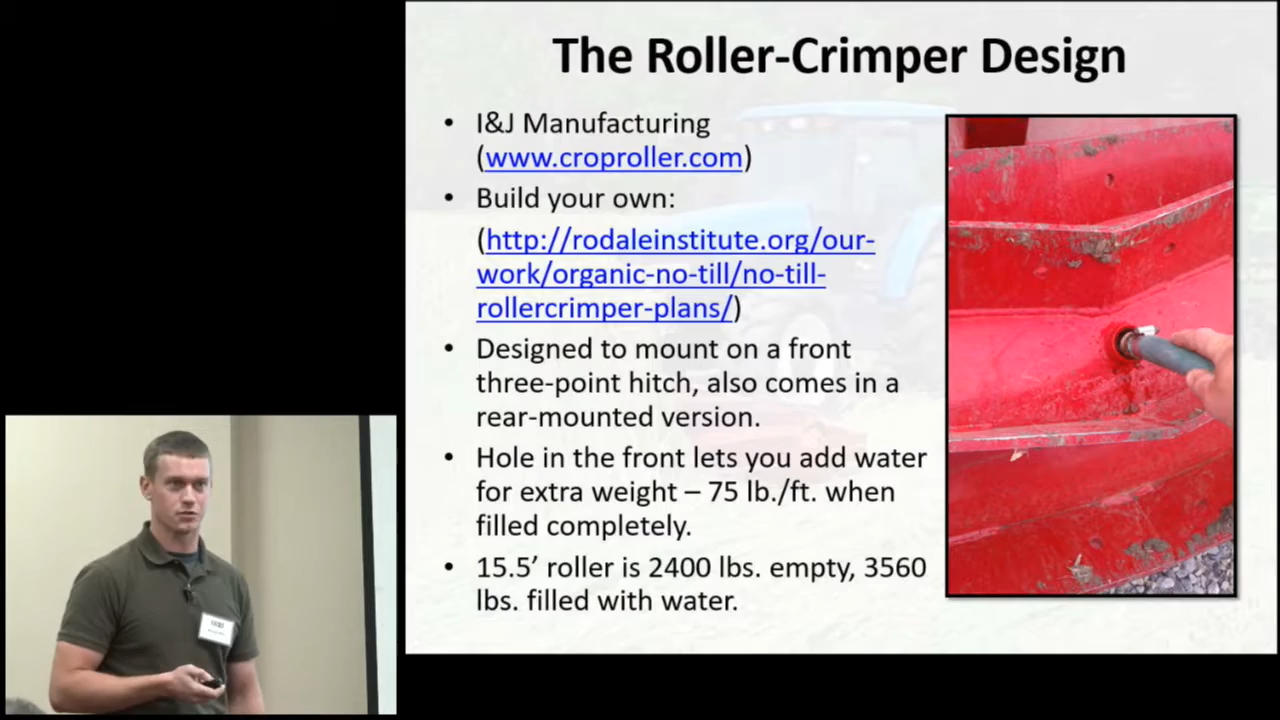 The Roller-Crimper Design
• I&J Manufacturing
(www.croproller.com)
• Build your own:
(http://rodaleinstitute.org/our-
work/organic-no-till/no-till-
rollercrimper-plans/)
• Designed to mount on a front
three-point hitch, also comes in a
rear-mounted version.
• Hole in the front lets you add water
for extra weight – 75 lb./ft. when
filled completely.
• 15.5’ roller is 2400 lbs. empty, 3560
lbs. filled with water.